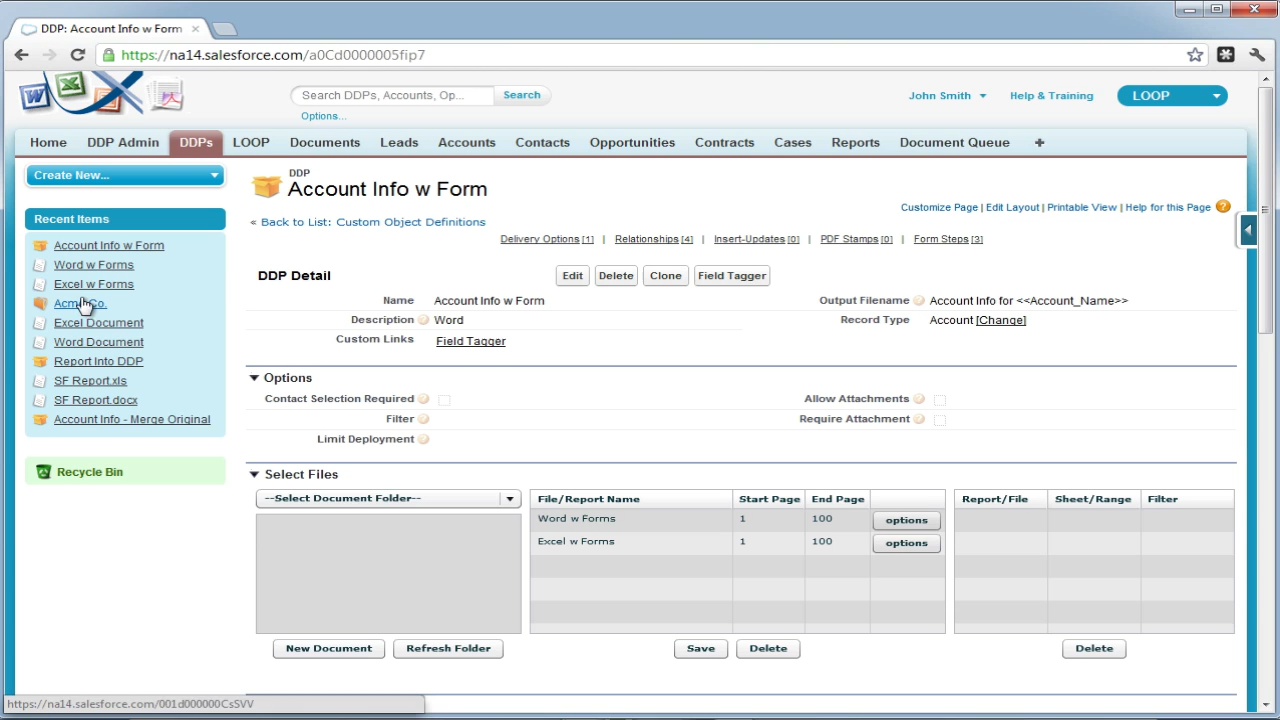 DDP: Account Info w Form
https://na14.salesforce.com/a0Cd0000005fip7
Search DDPs, Accounts, Op...
Search
Options...
John Smith
Help & Training
LOOP
Home
DDP Admin
DDPs
LOOP
Documents
Leads
Accounts
Contacts
Opportunities
Contracts
Cases
Reports
Document Queue
Create New...
Recent Items
Account Info w Form
Word w Forms
Excel w Forms
Acme Co.
Excel Document
Word Document
Report Into DDP
SF Report.xls
SF Report.docx
Account Info - Merge Original
Recycle Bin
DDP
Account Info w Form
Customize Page | Edit Layout | Printable View | Help for this Page
« Back to List: Custom Object Definitions
Delivery Options [1] | Relationships [4] | Insert-Updates [0] | PDF Stamps [0] | Form Steps [3]
DDP Detail
Edit
Delete
Clone
Field Tagger
Name Account Info w Form
Output Filename Account Info for <<Account_Name>>
Description Word
Record Type Account [Change]
Custom Links Field Tagger
Options
Contact Selection Required
Allow Attachments
Filter
Require Attachment
Limit Deployment
Select Files
--Select Document Folder--
File/Report Name Start Page End Page
Word w Forms 1 100 options
Excel w Forms 1 100 options
Report/File Sheet/Range Filter
New Document
Refresh Folder
Save
Delete
Delete
https://na14.salesforce.com/001d000000CsSVV